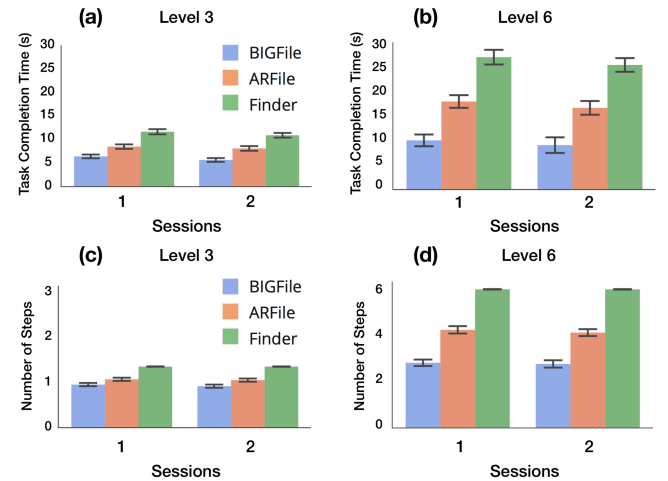 (a) Level 3
Task Completion Time (s)
30
25
20
15
10
5
0
BIGFile
ARFile
Finder
1 2
Sessions
(b) Level 6
Task Completion Time (s)
30
25
20
15
10
5
0
1 2
Sessions
(c) Level 3
Number of Steps
3
2
1
0
BIGFile
ARFile
Finder
1 2
Sessions
(d) Level 6
Number of Steps
6
4
2
0
1 2
Sessions